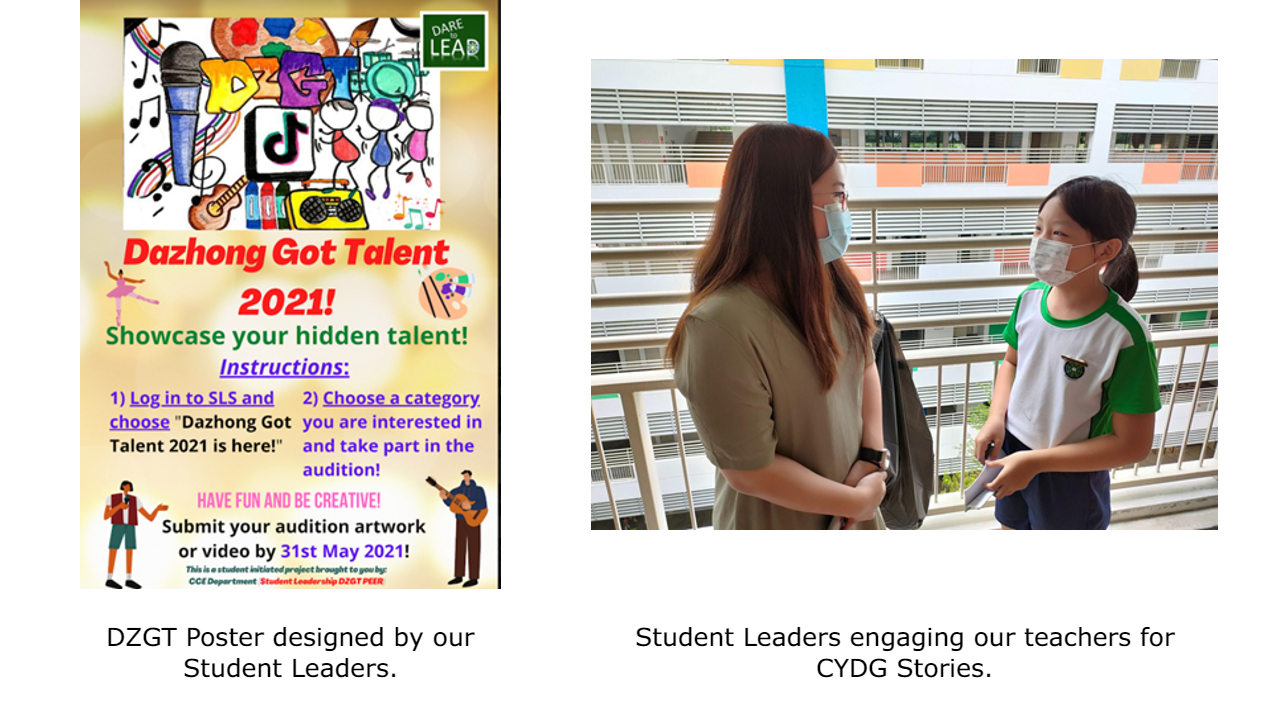 DARE
to
LEAD
DZGT
Dazhong Got Talent
2021!
Showcase your hidden talent!
Instructions:
1) Log in to SLS and
choose "Dazhong Got
Talent 2021 is here!"
2) Choose a category
you are interested in
and take part in the
audition!
HAVE FUN AND BE CREATIVE!
Submit your audition artwork
or video by 31st May 2021!
This is a student initiated project brought to you by:
CCE Department Student Leadership DZGT PEER
DZGT Poster designed by our
Student Leaders.
Student Leaders engaging our teachers for
CYDG Stories.